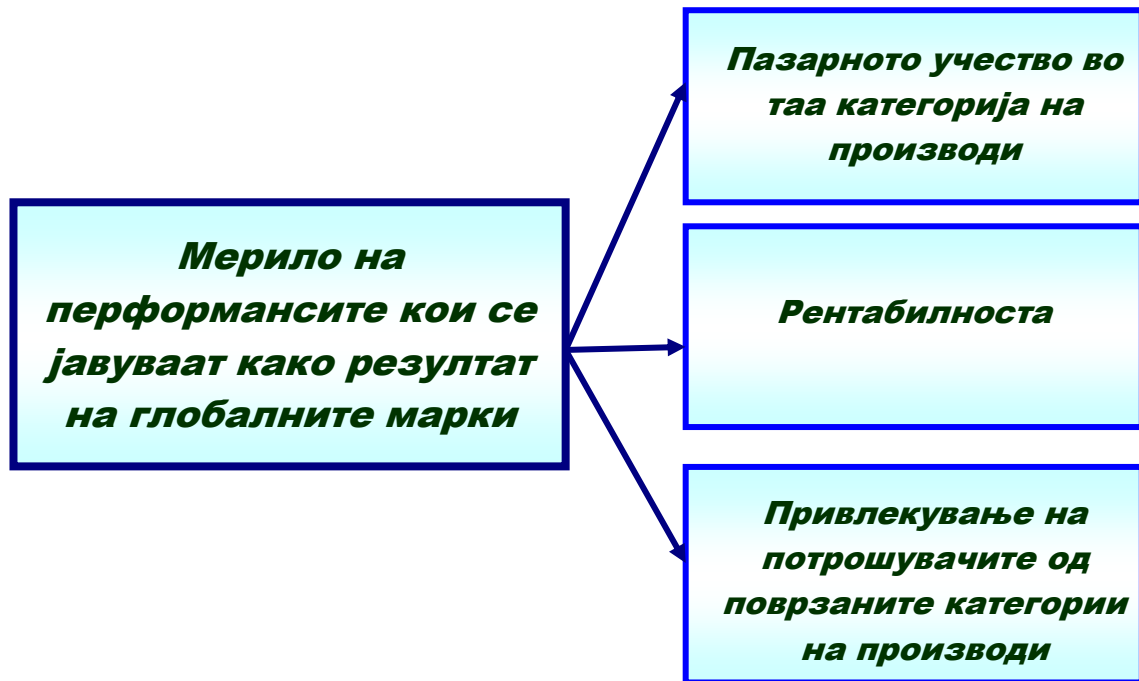 Мерило на
перформансите кои се
јавуваат како резултат
на глобалните марки
Пазарното учество во
таа категорија на
производи
Рентабилноста
Привлекување на
потрошувачите од
поврзаните категории
на производи